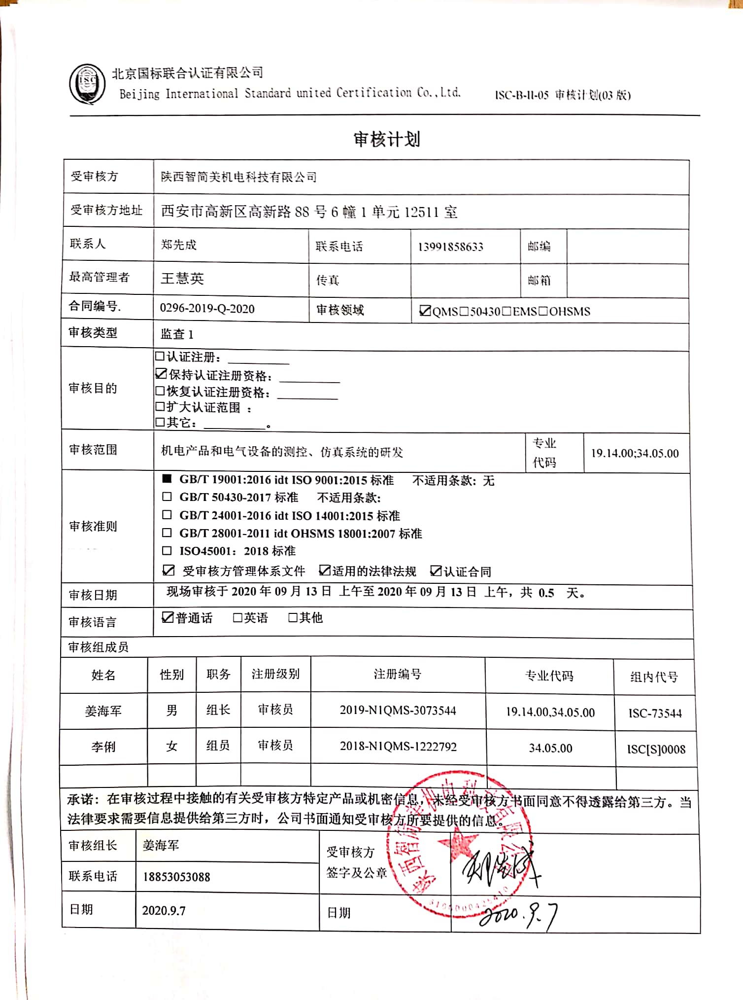 ISC
北京国标联合认证有限公司
Beijing International Standard united Certification Co.,Ltd.
ISC-B-II-05 审核计划(03 版)
审核计划
受审核方 陕西智简美机电科技有限公司
受审核方地址 西安市高新区高新路 88 号 6 幢 1 单元 12511 室
联系人 郑先成 联系电话 13991858633 邮编
最高管理者 王慧英 传真 邮箱
合同编号. 0296-2019-Q-2020 审核领域 ☑QMS□50430□EMS□OHSMS
审核类型 监查 1
审核目的
□认证注册：
☑保持认证注册资格：
□恢复认证注册资格：
□扩大认证范围 ：
□其它： 。
审核范围 机电产品和电气设备的测控、仿真系统的研发 专业代码 19.14.00;34.05.00
审核准则
■ GB/T 19001:2016 idt ISO 9001:2015 标准 不适用条款: 无
□ GB/T 50430-2017 标准 不适用条款:
□ GB/T 24001-2016 idt ISO 14001:2015 标准
□ GB/T 28001-2011 idt OHSMS 18001:2007 标准
□ ISO45001：2018 标准
☑ 受审核方管理体系文件 ☑适用的法律法规 ☑认证合同
审核日期 现场审核于 2020 年 09 月 13 日 上午至 2020 年 09 月 13 日 上午，共 0.5 天。
审核语言 ☑普通话 □英语 □其他
审核组成员
姓名 性别 职务 注册级别 注册编号 专业代码 组内代号
姜海军 男 组长 审核员 2019-N1QMS-3073544 19.14.00,34.05.00 ISC-73544
李俐 女 组员 审核员 2018-N1QMS-1222792 34.05.00 ISC[S]0008
承诺：在审核过程中接触的有关受审核方特定产品或机密信息，未经受审核方书面同意不得透露给第三方。当
法律要求需要信息提供给第三方时，公司书面通知受审核方所要提供的信息。
审核组长 姜海军 受审核方
签字及公章 郑先成
陕西智简美机电科技有限公司
联系电话 18853053088
日期 2020.9.7 日期 2020.9.7